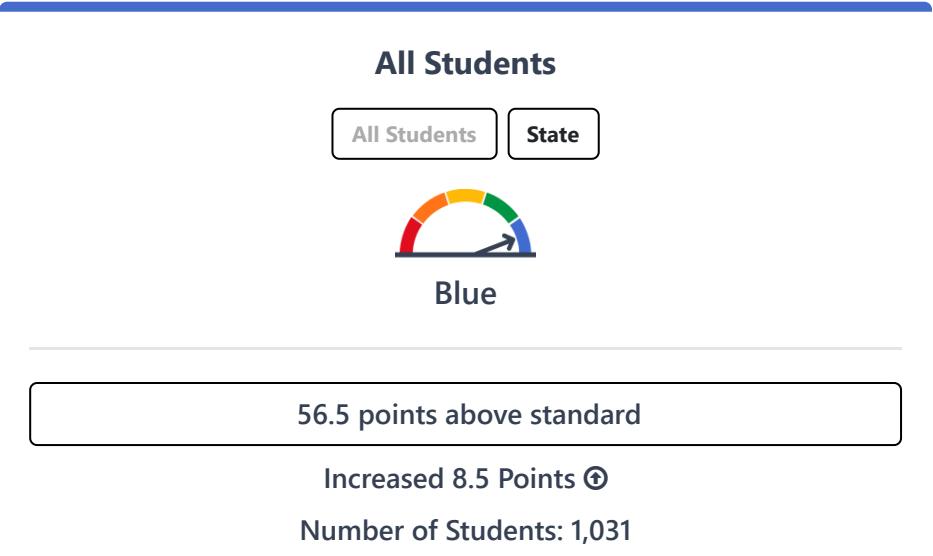 All Students
All Students State
Blue
56.5 points above standard
Increased 8.5 Points
Number of Students: 1,031